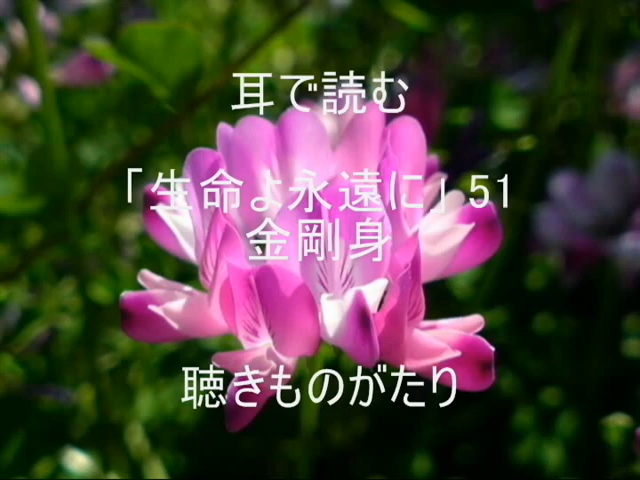 耳で読む
「生命よ永遠に」51
金剛身
聴きものがたり